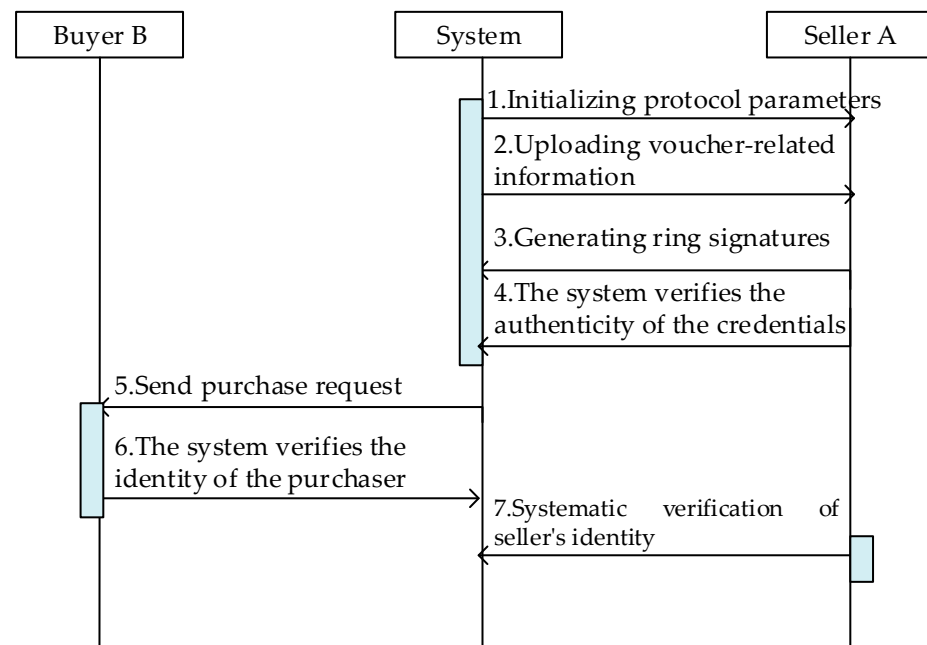 Buyer B
System
Seller A
1.Initializing protocol parameters
2.Uploading voucher-related
information
3.Generating ring signatures
4.The system verifies the
authenticity of the credentials
5.Send purchase request
6.The system verifies the
identity of the purchaser
7.Systematic verification of
seller's identity